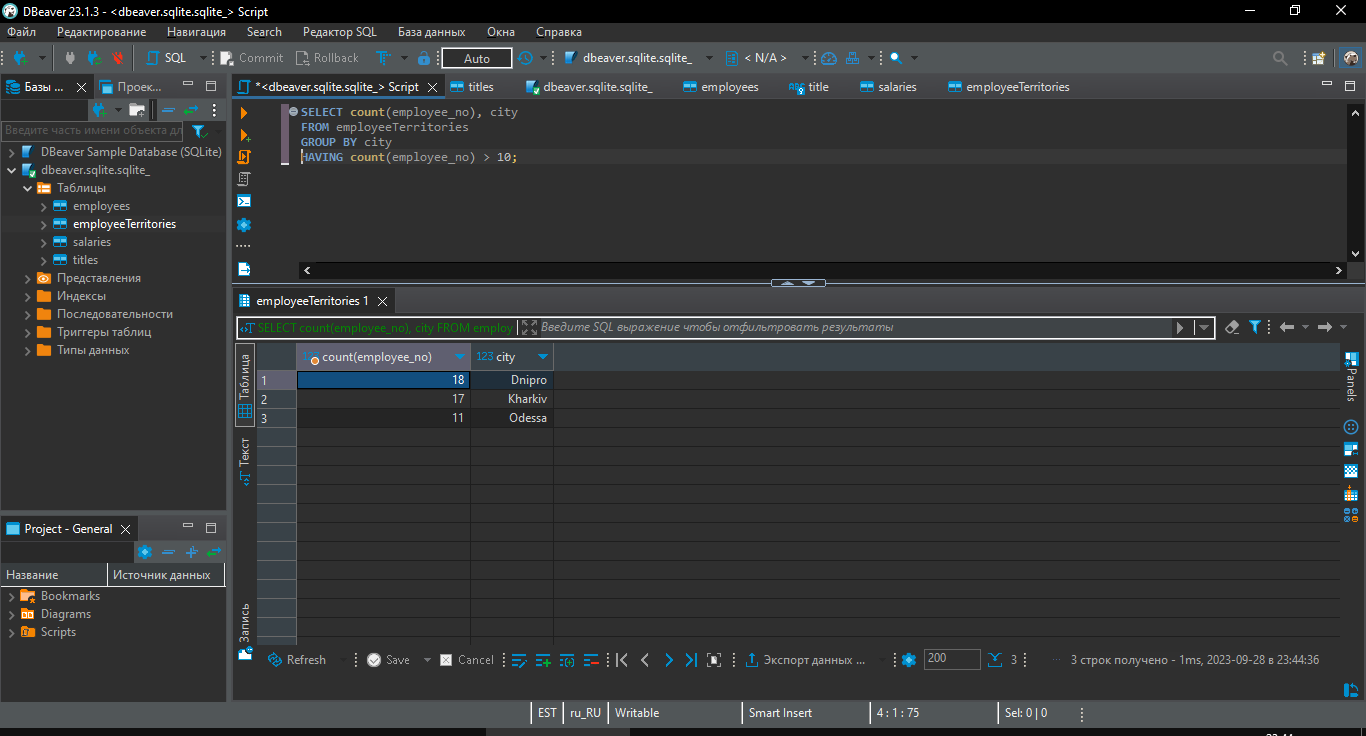 DBeaver 23.1.3 - <dbeaver.sqlite.sqlite_> Script
Файл Редактирование Навигация Search Редактор SQL База данных Окна Справка
SQL Commit Rollback Auto dbeaver.sqlite.sqlite_ < N/A >
Базы ... Проек...
*<dbeaver.sqlite.sqlite_> Script titles dbeaver.sqlite.sqlite_ employees title salaries employeeTerritories
Введите часть имени объекта дл
DBeaver Sample Database (SQLite)
dbeaver.sqlite.sqlite_
Таблицы
employees
employeeTerritories
salaries
titles
Представления
Индексы
Последовательности
Триггеры таблиц
Типы данных
SELECT count(employee_no), city
FROM employeeTerritories
GROUP BY city
HAVING count(employee_no) > 10;
employeeTerritories 1
SELECT count(employee_no), city FROM employ Введите SQL выражение чтобы отфильтровать результаты
Таблица
Текст
Запись
count(employee_no) 123 city
1 18 Dnipro
2 17 Kharkiv
3 11 Odessa
Panels
Project - General
Название Источник данных
Bookmarks
Diagrams
Scripts
Refresh Save Cancel Экспорт данных ... 200 3 3 строк получено - 1ms, 2023-09-28 в 23:44:36
EST ru_RU Writable Smart Insert 4 : 1 : 75 Sel: 0 | 0